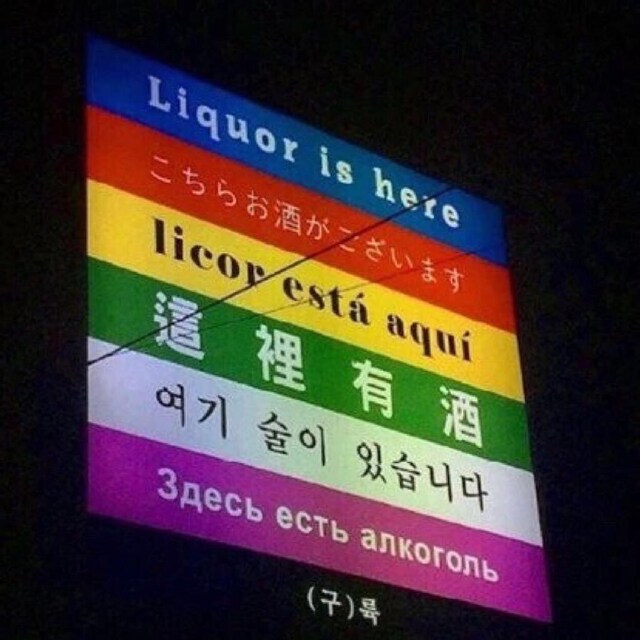 Liquor is here
こちらお酒がございます
licor está aquí
這裡有酒
여기 술이 있습니다
Здесь есть алкоголь
(구)룩